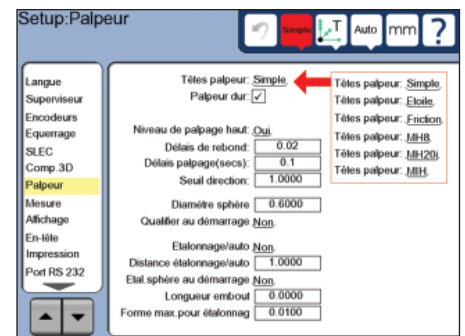 Setup:Palpeur
Simple
T
Auto
mm
?
Langue
Superviseur
Encodeurs
Equerrage
SLEC
Comp.3D
Palpeur
Mesure
Affichage
En-tête
Impression
Port RS 232
Têtes palpeur: Simple.
Palpeur dur: ✓
Niveau de palpage haut: Oui.
Délais de rebond: 0.02
Délais palpage(secs): 0.1
Seuil direction: 1.0000
Diamétre sphère 0.6000
Qualifier au démarrage Non.
Etalonnage/auto Non.
Distance étalonnage/auto 1.0000
Etal.sphère au démarrage Non.
Longueur embout 0.0000
Forme max.pour étalonnag 0.0100
Têtes palpeur: Simple.
Têtes palpeur: Etoile.
Têtes palpeur: Friction.
Têtes palpeur: MH8.
Têtes palpeur: MH20i.
Têtes palpeur: MIH.